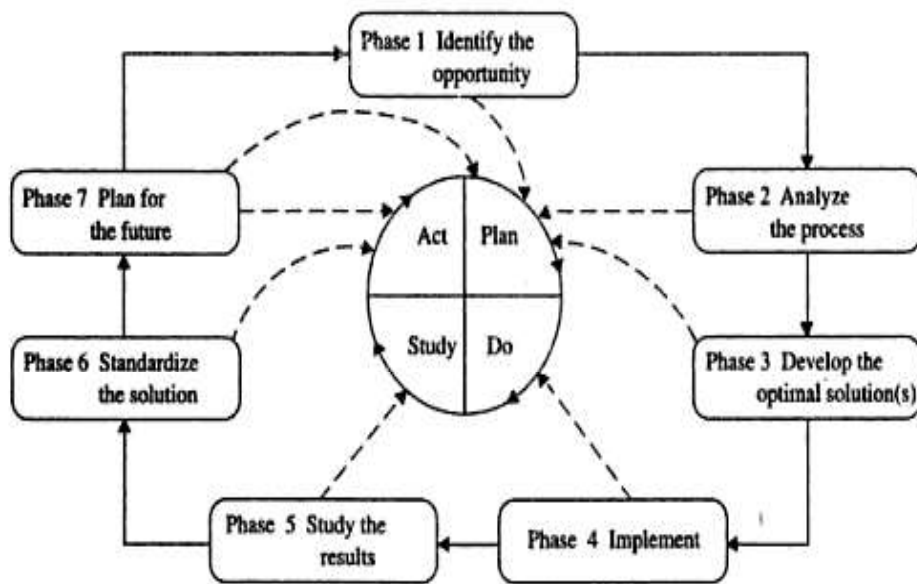 Phase 1 Identify the
opportunity
Phase 7 Plan for
the future
Phase 2 Analyze
the process
Act
Plan
Phase 6 Standardize
the solution
Study
Do
Phase 3 Develop the
optimal solution(s)
Phase 5 Study the
results
Phase 4 Implement